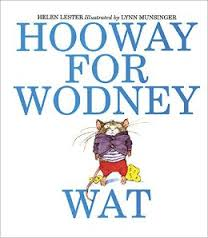 HELEN LESTER Illustrated by LYNN MUNSINGER
HOOWAY
FOR
WODNEY
WAT